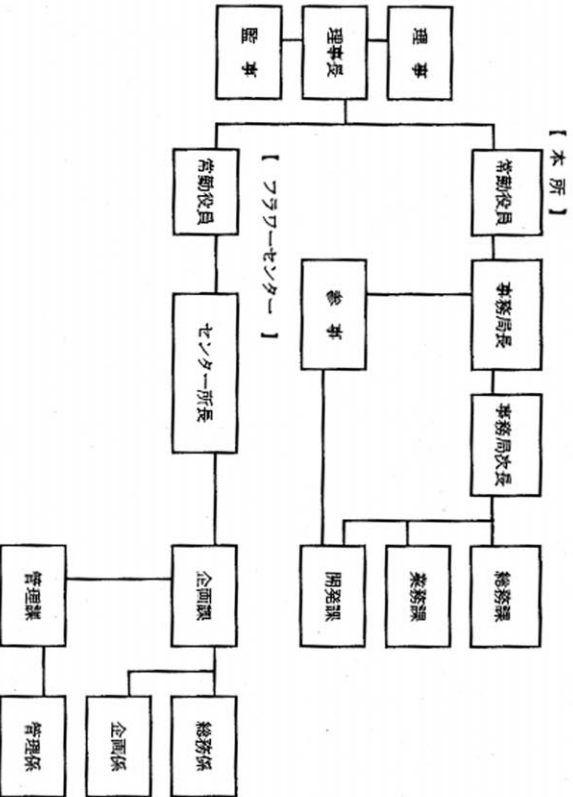 理事
理事長
監事
【本所】
常勤役員
事務局長
事務局次長
参事
総務課
業務課
開発課
【フラワーセンター】
常勤役員
センター所長
企画課
管理課
総務係
企画係
管理係